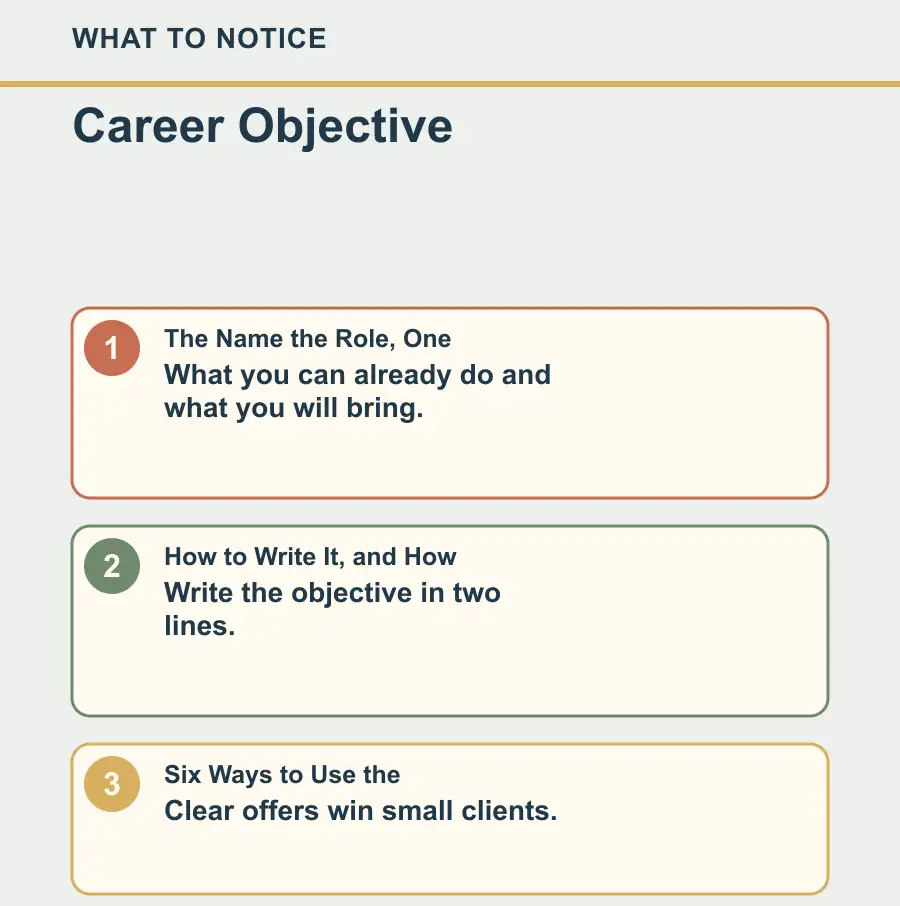 WHAT TO NOTICE
Career Objective
1
The Name the Role, One
What you can already do and
what you will bring.
2
How to Write It, and How
Write the objective in two
lines.
3
Six Ways to Use the
Clear offers win small clients.